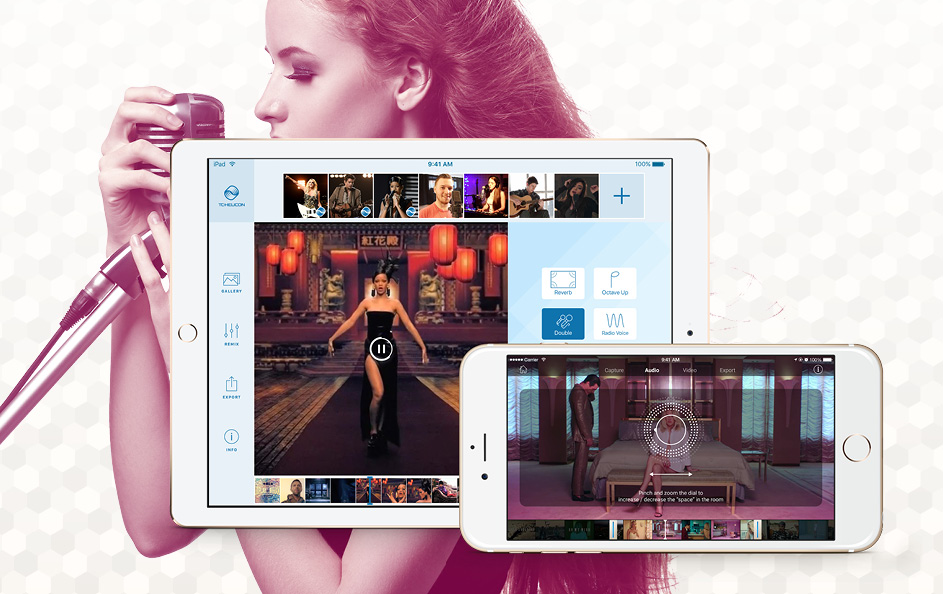 iPad
9:41 AM
100%
TCHELICON
GALLERY
REMIX
EXPORT
INFO
紅花殿
Reverb
Octave Up
Double
Radio Voice
Carrier
9:41 AM
100%
Capture
Audio
Video
Export
Pinch and zoom the dial to
increase / decrease the "space" in the room